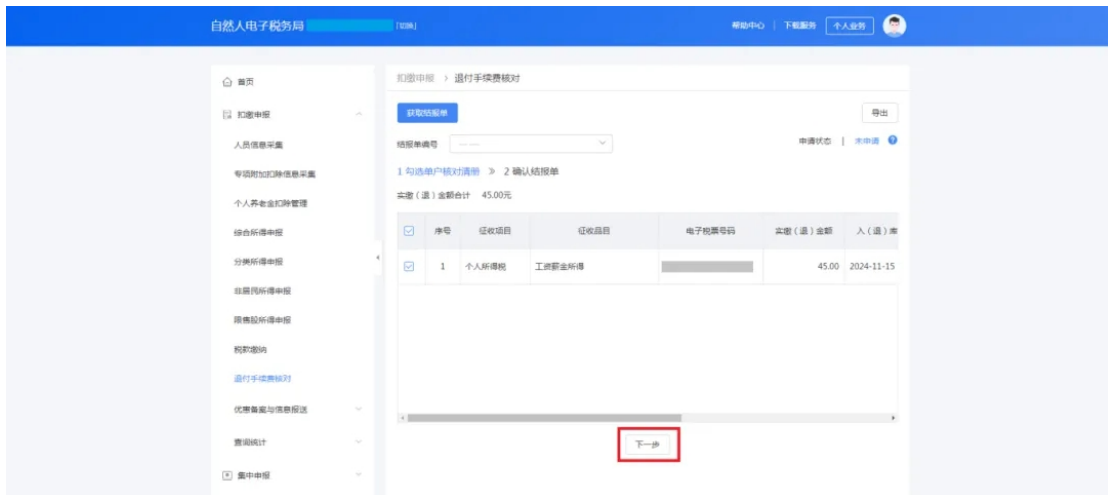 自然人电子税务局
帮助中心 | 下载服务 个人业务
首页
扣缴申报
人员信息采集
专项附加扣除信息采集
个人养老金扣除管理
综合所得申报
分类所得申报
非居民所得申报
限售股所得申报
税款缴纳
退付手续费核对
优惠备案与信息报送
查询统计
集中申报
扣缴申报 > 退付手续费核对
获取结报单 导出
结报单编号 申请状态 | 未申请
1 勾选单户核对清册 》 2 确认结报单
实缴(退)金额合计 45.00元
序号 征收项目 征收品目 电子税票号码 实缴(退)金额 入(退)库
1 个人所得税 工资薪金所得 45.00 2024-11-15
下一步